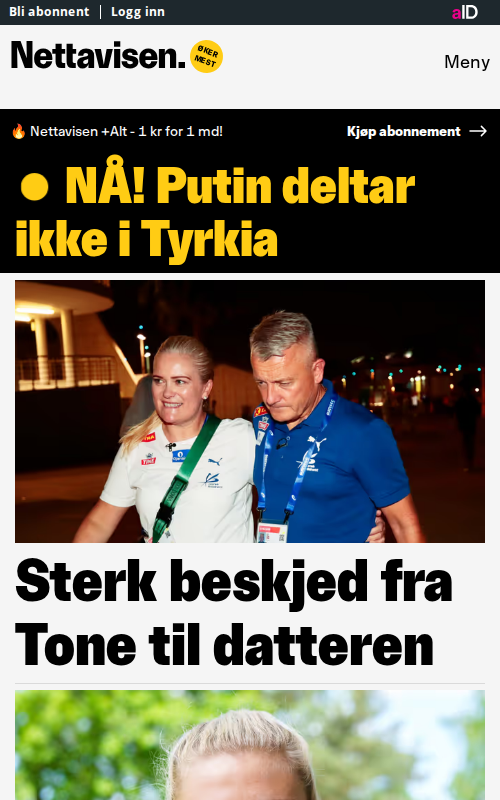 Bli abonnent | Logg inn
aID
Nettavisen.
ØKER
MEST
Meny
🔥 Nettavisen +Alt - 1 kr for 1 md!
Kjøp abonnement →
NÅ! Putin deltar
ikke i Tyrkia
Sterk beskjed fra
Tone til datteren